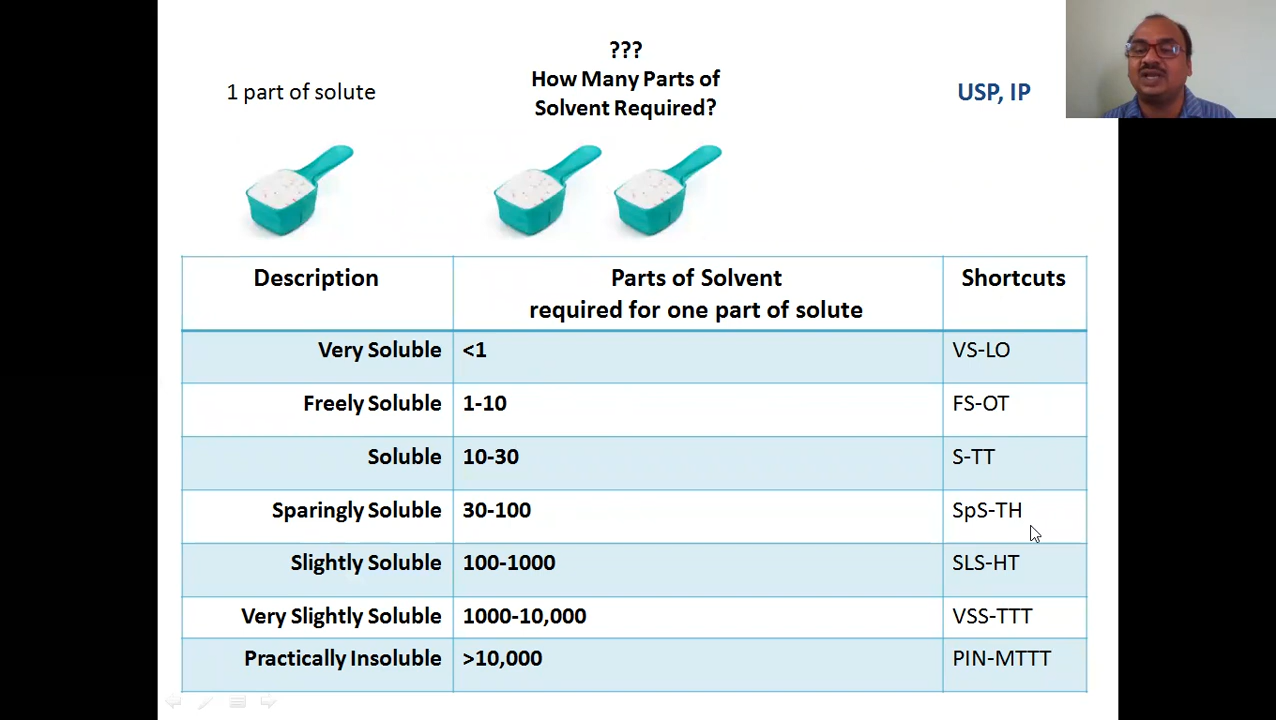 ???
How Many Parts of
Solvent Required?
1 part of solute
USP, IP
Description
Parts of Solvent
required for one part of solute
Shortcuts
Very Soluble <1 VS-LO
Freely Soluble 1-10 FS-OT
Soluble 10-30 S-TT
Sparingly Soluble 30-100 SpS-TH
Slightly Soluble 100-1000 SLS-HT
Very Slightly Soluble 1000-10,000 VSS-TTT
Practically Insoluble >10,000 PIN-MTTT